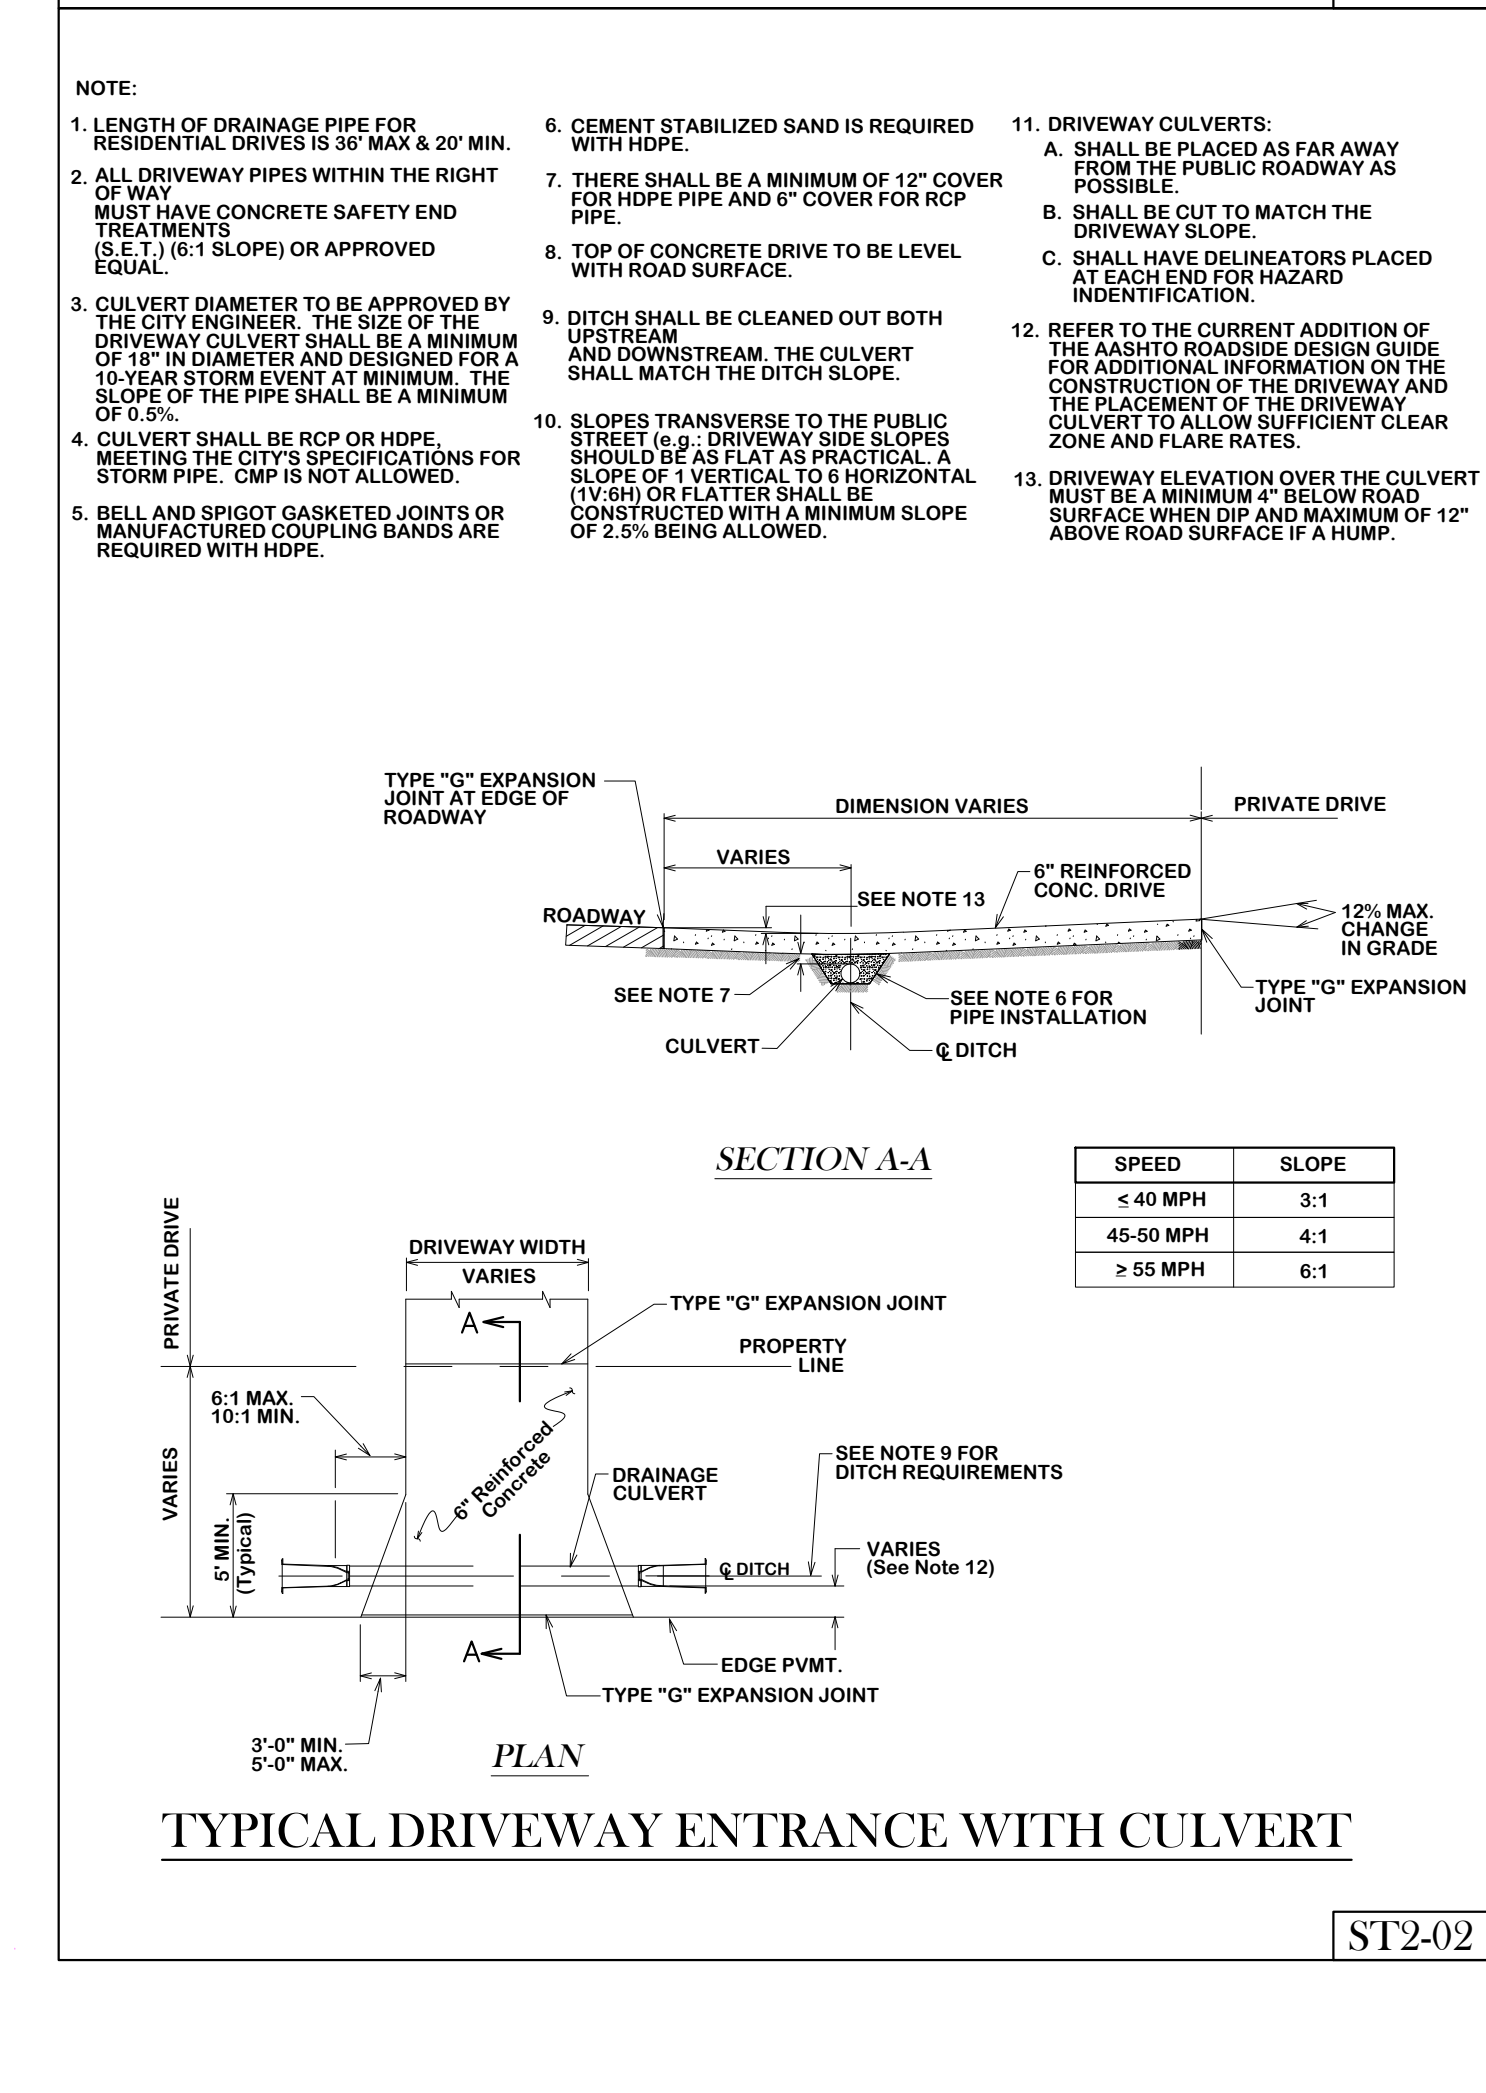 NOTE:
1. LENGTH OF DRAINAGE PIPE FOR
RESIDENTIAL DRIVES IS 36' MAX & 20' MIN.
2. ALL DRIVEWAY PIPES WITHIN THE RIGHT
OF WAY
MUST HAVE CONCRETE SAFETY END
TREATMENTS
(S.E.T.) (6:1 SLOPE) OR APPROVED
EQUAL.
3. CULVERT DIAMETER TO BE APPROVED BY
THE CITY ENGINEER. THE SIZE OF THE
DRIVEWAY CULVERT SHALL BE A MINIMUM
OF 18" IN DIAMETER AND DESIGNED FOR A
10-YEAR STORM EVENT AT MINIMUM. THE
SLOPE OF THE PIPE SHALL BE A MINIMUM
OF 0.5%.
4. CULVERT SHALL BE RCP OR HDPE,
MEETING THE CITY'S SPECIFICATIONS FOR
STORM PIPE. CMP IS NOT ALLOWED.
5. BELL AND SPIGOT GASKETED JOINTS OR
MANUFACTURED COUPLING BANDS ARE
REQUIRED WITH HDPE.
6. CEMENT STABILIZED SAND IS REQUIRED
WITH HDPE.
7. THERE SHALL BE A MINIMUM OF 12" COVER
FOR HDPE PIPE AND 6" COVER FOR RCP
PIPE.
8. TOP OF CONCRETE DRIVE TO BE LEVEL
WITH ROAD SURFACE.
9. DITCH SHALL BE CLEANED OUT BOTH
UPSTREAM
AND DOWNSTREAM. THE CULVERT
SHALL MATCH THE DITCH SLOPE.
10. SLOPES TRANSVERSE TO THE PUBLIC
STREET (e.g.: DRIVEWAY SIDE SLOPES
SHOULD BE AS FLAT AS PRACTICAL. A
SLOPE OF 1 VERTICAL TO 6 HORIZONTAL
(1V:6H) OR FLATTER SHALL BE
CONSTRUCTED WITH A MINIMUM SLOPE
OF 2.5% BEING ALLOWED.
11. DRIVEWAY CULVERTS:
A. SHALL BE PLACED AS FAR AWAY
FROM THE PUBLIC ROADWAY AS
POSSIBLE.
B. SHALL BE CUT TO MATCH THE
DRIVEWAY SLOPE.
C. SHALL HAVE DELINEATORS PLACED
AT EACH END FOR HAZARD
INDENTIFICATION.
12. REFER TO THE CURRENT ADDITION OF
THE AASHTO ROADSIDE DESIGN GUIDE
FOR ADDITIONAL INFORMATION ON THE
CONSTRUCTION OF THE DRIVEWAY AND
THE PLACEMENT OF THE DRIVEWAY
CULVERT TO ALLOW SUFFICIENT CLEAR
ZONE AND FLARE RATES.
13. DRIVEWAY ELEVATION OVER THE CULVERT
MUST BE A MINIMUM 4" BELOW ROAD
SURFACE WHEN DIP AND MAXIMUM OF 12"
ABOVE ROAD SURFACE IF A HUMP.
TYPE "G" EXPANSION
JOINT AT EDGE OF
ROADWAY
DIMENSION VARIES
PRIVATE DRIVE
VARIES
SEE NOTE 13
6" REINFORCED
CONC. DRIVE
ROADWAY
12% MAX.
CHANGE
IN GRADE
SEE NOTE 7
SEE NOTE 6 FOR
PIPE INSTALLATION
TYPE "G" EXPANSION
JOINT
CULVERT
℄ DITCH
SECTION A-A
SPEED SLOPE
≤ 40 MPH 3:1
45-50 MPH 4:1
≥ 55 MPH 6:1
PRIVATE DRIVE
DRIVEWAY WIDTH
VARIES
TYPE "G" EXPANSION JOINT
A
PROPERTY
LINE
6:1 MAX.
10:1 MIN.
VARIES
6" Reinforced
Concrete
DRAINAGE
CULVERT
SEE NOTE 9 FOR
DITCH REQUIREMENTS
5' MIN.
(Typical)
℄ DITCH
VARIES
(See Note 12)
A
EDGE PVMT.
TYPE "G" EXPANSION JOINT
3'-0" MIN.
5'-0" MAX.
PLAN
TYPICAL DRIVEWAY ENTRANCE WITH CULVERT
ST2-02